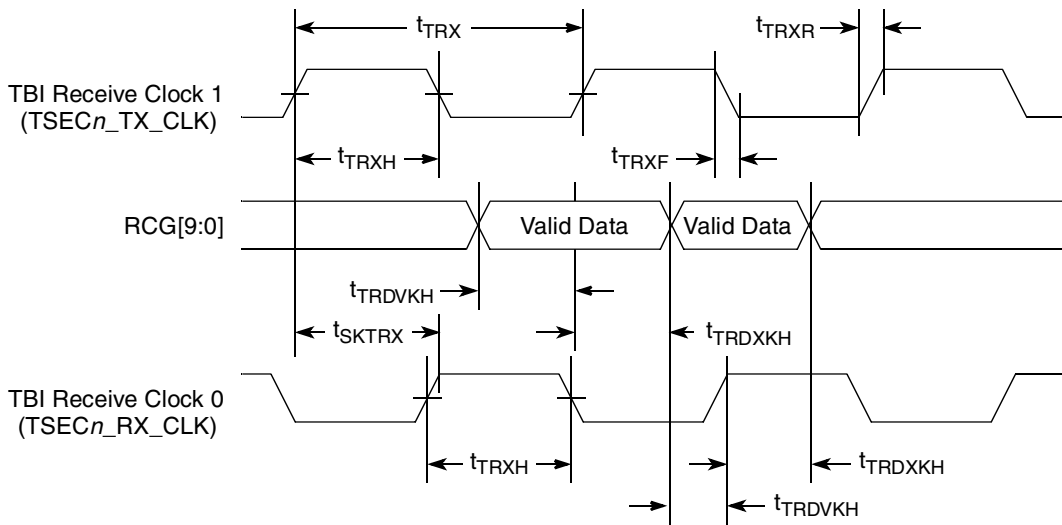 tTRX
tTRXR
TBI Receive Clock 1
(TSECn_TX_CLK)
tTRXH
tTRXF
RCG[9:0]
Valid Data
Valid Data
tTRDVKH
tSKTRX
tTRDXKH
TBI Receive Clock 0
(TSECn_RX_CLK)
tTRXH
tTRDXKH
tTRDVKH